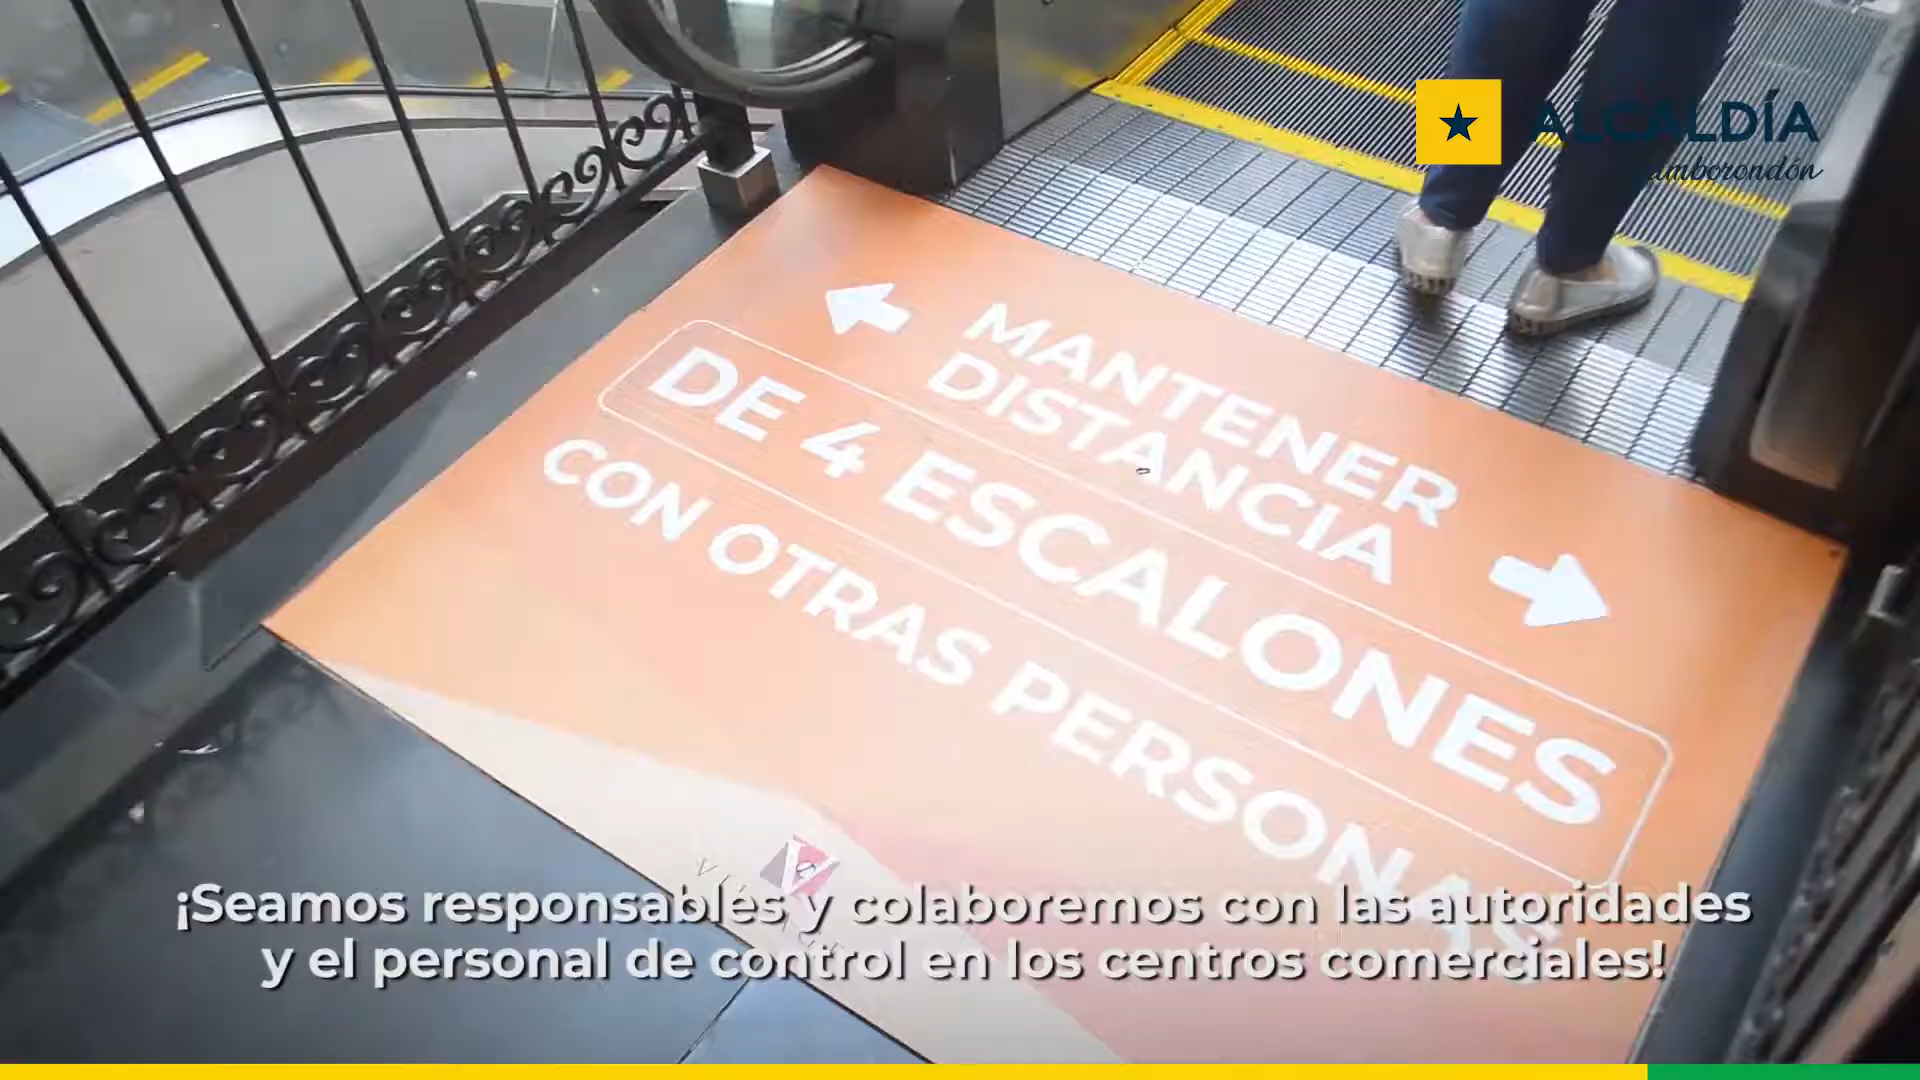 ALCALDÍA
MANTENER
DISTANCIA
DE 4 ESCALONES
CON OTRAS PERSONAS
¡Seamos responsables y colaboremos con las autoridades
y el personal de control en los centros comerciales!